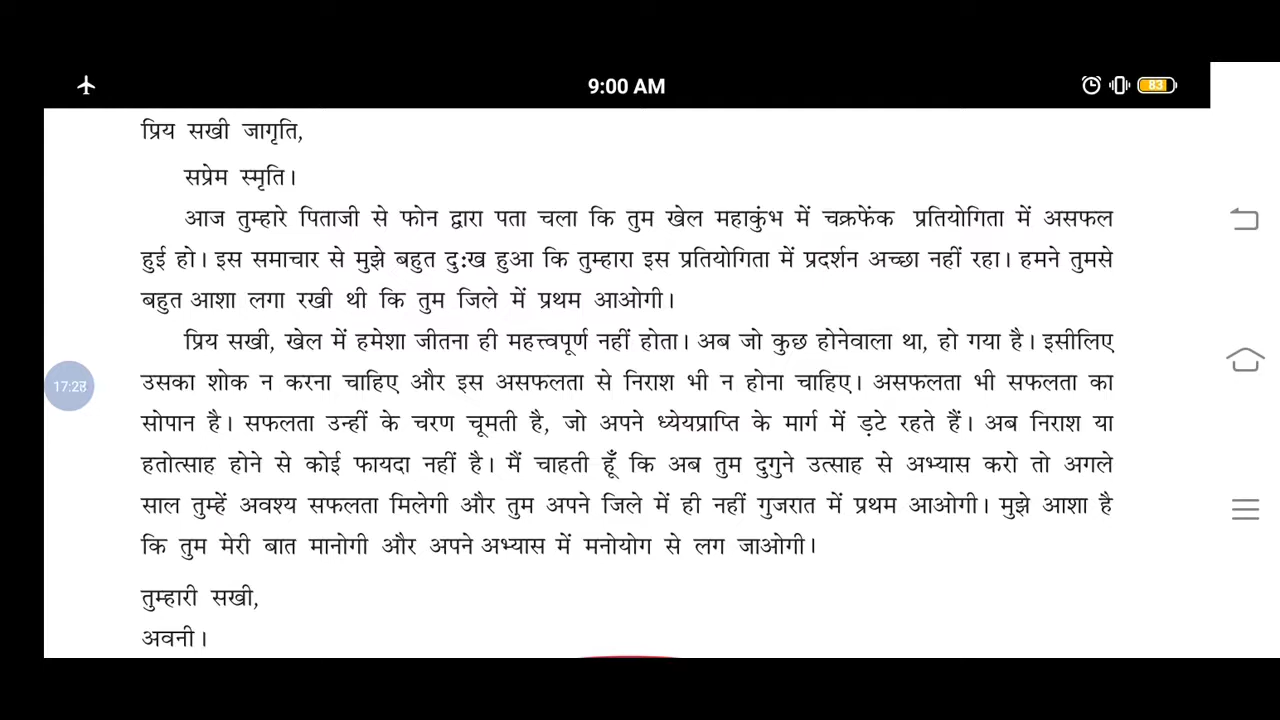 9:00 AM
83
प्रिय सखी जागृति,
सप्रेम स्मृति।
आज तुम्हारे पिताजी से फोन द्वारा पता चला कि तुम खेल महाकुंभ में चक्रफेंक प्रतियोगिता में असफल
हुई हो। इस समाचार से मुझे बहुत दुःख हुआ कि तुम्हारा इस प्रतियोगिता में प्रदर्शन अच्छा नहीं रहा। हमने तुमसे
बहुत आशा लगा रखी थी कि तुम जिले में प्रथम आओगी।
प्रिय सखी, खेल में हमेशा जीतना ही महत्त्वपूर्ण नहीं होता। अब जो कुछ होनेवाला था, हो गया है। इसीलिए
उसका शोक न करना चाहिए और इस असफलता से निराश भी न होना चाहिए। असफलता भी सफलता का
सोपान है। सफलता उन्हीं के चरण चूमती है, जो अपने ध्येयप्राप्ति के मार्ग में ड़टे रहते हैं। अब निराश या
हतोत्साह होने से कोई फायदा नहीं है। मैं चाहती हूँ कि अब तुम दुगुने उत्साह से अभ्यास करो तो अगले
साल तुम्हें अवश्य सफलता मिलेगी और तुम अपने जिले में ही नहीं गुजरात में प्रथम आओगी। मुझे आशा है
कि तुम मेरी बात मानोगी और अपने अभ्यास में मनोयोग से लग जाओगी।
तुम्हारी सखी,
अवनी।